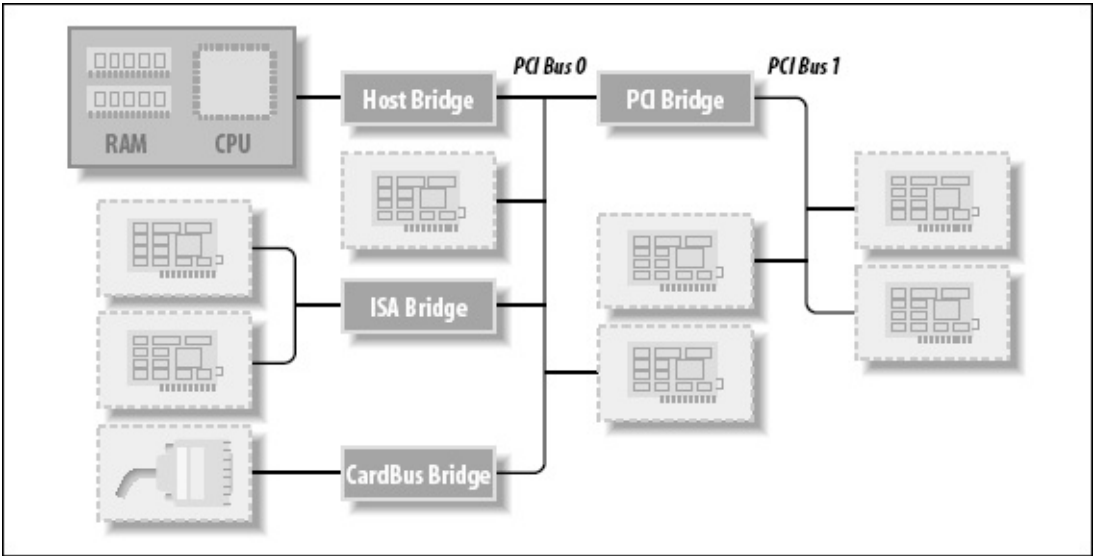 RAM
CPU
Host Bridge
PCI Bus 0
PCI Bridge
PCI Bus 1
ISA Bridge
CardBus Bridge